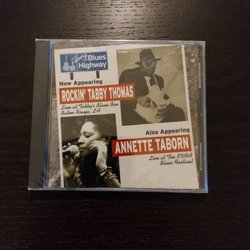 Blues
Highway
Now Appearing
ROCKIN' TABBY THOMAS
Live at Tabby's Blues Box
Baton Rouge, LA
Also Appearing
ANNETTE TABORN
Live at The KVBA
Blues Festival